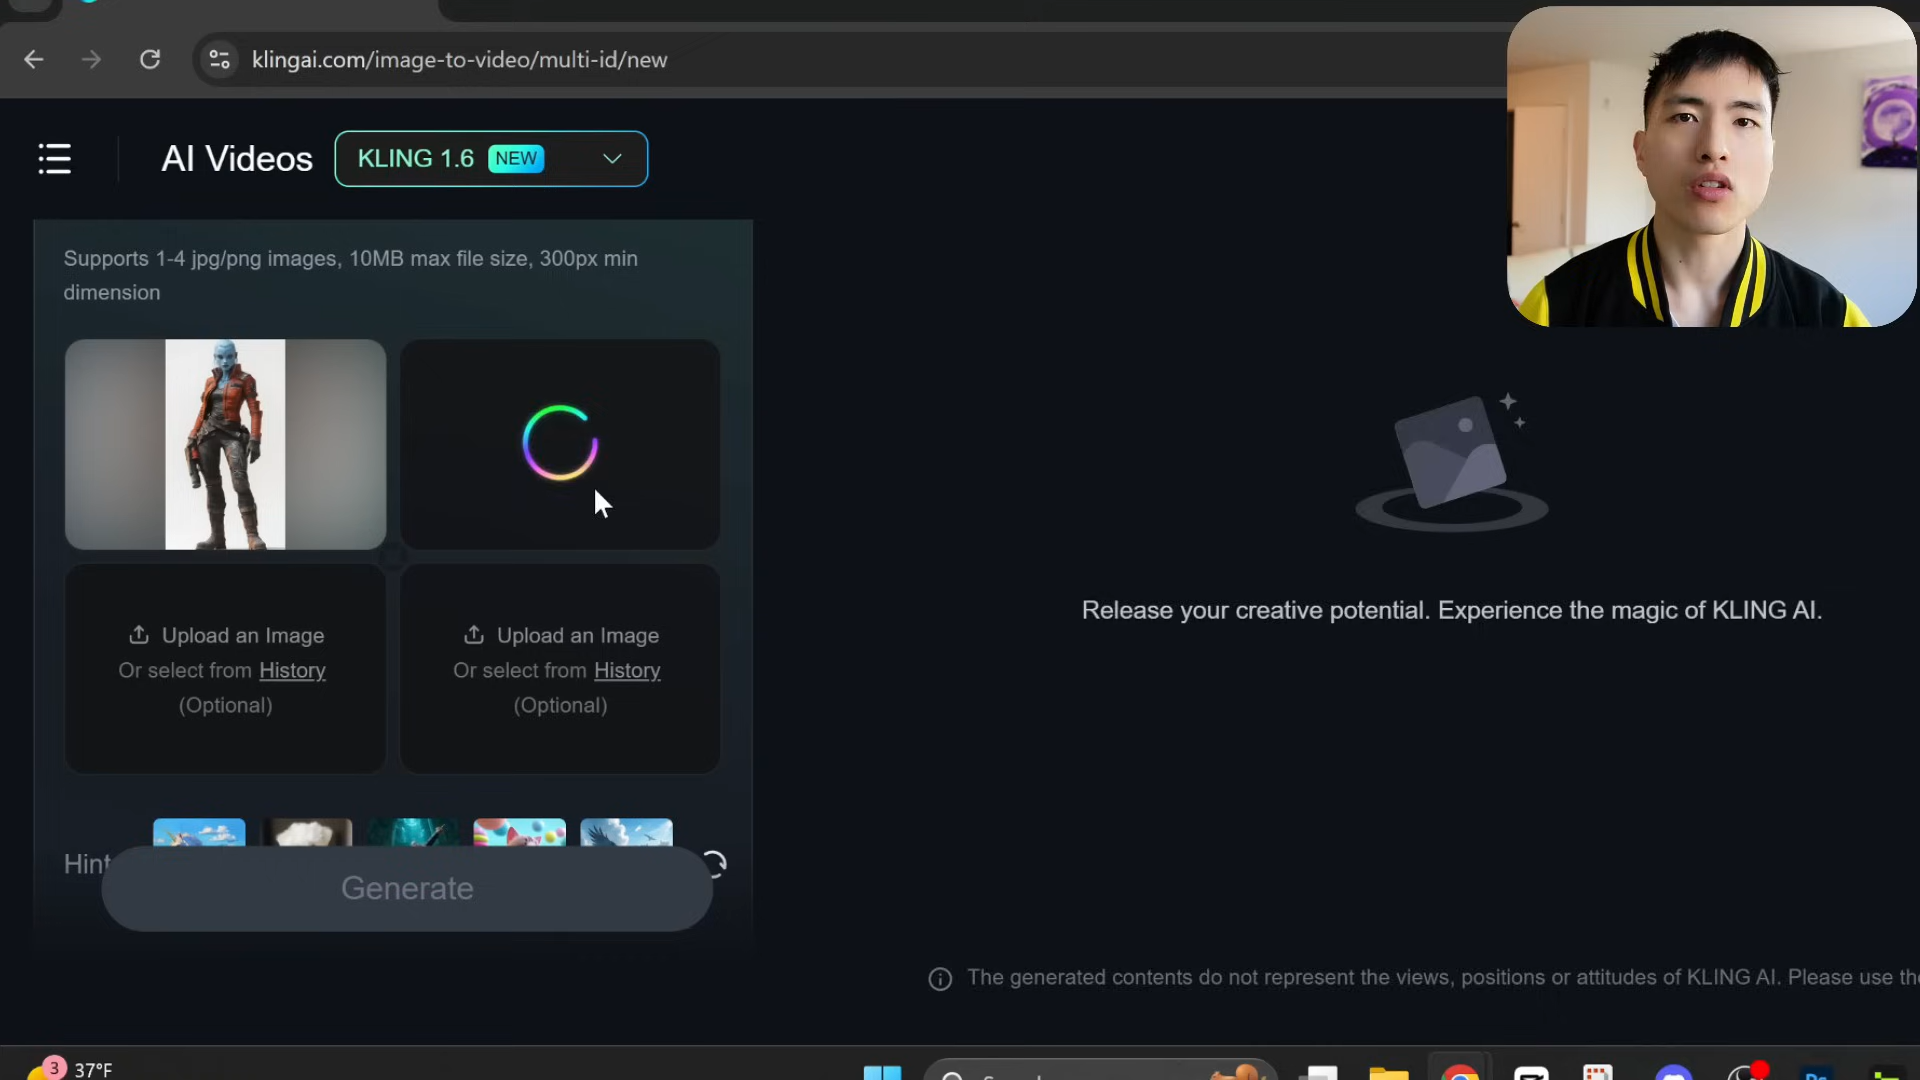 klingai.com/image-to-video/multi-id/new
AI Videos
KLING 1.6 NEW
Supports 1-4 jpg/png images, 10MB max file size, 300px min
dimension
Upload an Image
Or select from History
(Optional)
Upload an Image
Or select from History
(Optional)
Hint
Generate
Release your creative potential. Experience the magic of KLING AI.
The generated contents do not represent the views, positions or attitudes of KLING AI. Please use
3
37°F